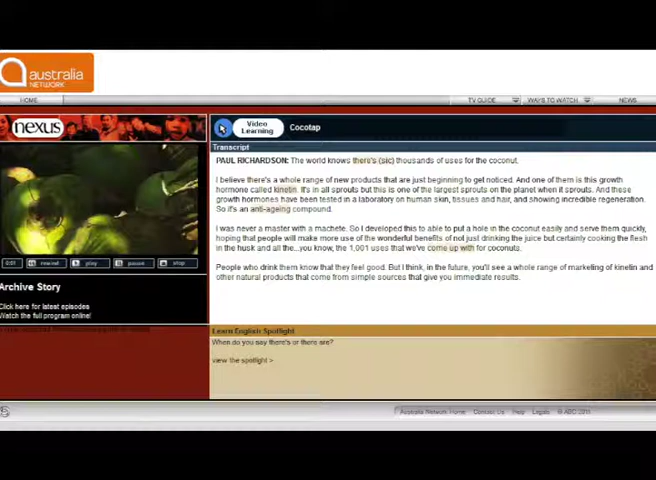 australia
NETWORK
HOME
TV GUIDE
WAYS TO WATCH
NEWS
nexus
Video
Learning
Cocotap
Transcript
PAUL RICHARDSON: The world knows there's (sic) thousands of uses for the coconut.
I believe there's a whole range of new products that are just beginning to get noticed. And one of them is this growth
hormone called kinetin. It's in all sprouts but this is one of the largest sprouts on the planet when it sprouts. And these
growth hormones have been tested in a laboratory on human skin, tissues and hair, and showing incredible regeneration.
So it's an anti-ageing compound.
I was never a master with a machete. So I developed this to able to put a hole in the coconut easily and serve them quickly,
hoping that people will make more use of the wonderful benefits of not just drinking the juice but certainly cooking the flesh
in the husk and all the...you know, the 1,001 uses that we've come up with for coconuts.
People who drink them know that they feel good. But I think, in the future, you'll see a whole range of marketing of kinetin and
other natural products that come from simple sources that give you immediate results.
0:01
rewind
play
pause
stop
Archive Story
Click here for latest episodes
Watch the full program online!
Learn English Spotlight
When do you say there's or there are?
view the spotlight >
Australia Network Home
Contact Us
Help
Legals
© ABC 2011